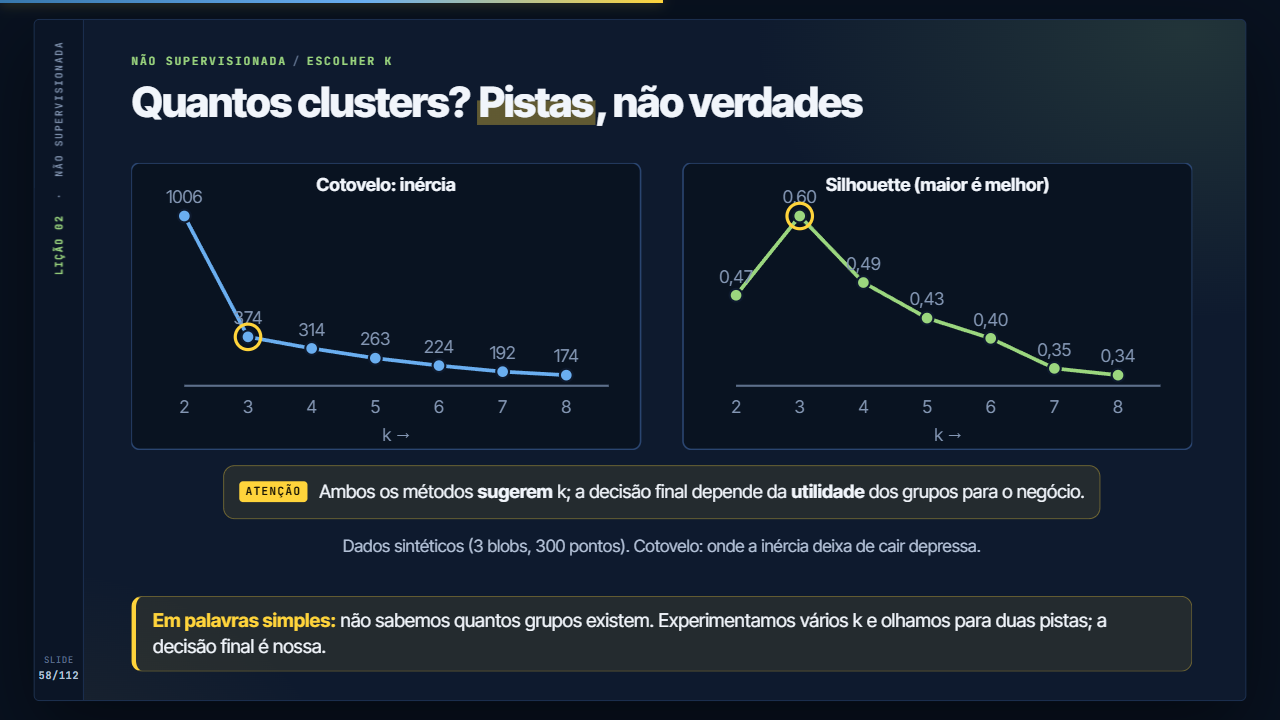 LIÇÃO 02 · NÃO SUPERVISIONADA
NÃO SUPERVISIONADA / ESCOLHER K
Quantos clusters? Pistas, não verdades
Cotovelo: inércia
1006
374
314
263
224
192
174
2 3 4 5 6 7 8
k →
Silhouette (maior é melhor)
0,47
0,60
0,49
0,43
0,40
0,35
0,34
2 3 4 5 6 7 8
k →
ATENÇÃO Ambos os métodos sugerem k; a decisão final depende da utilidade dos grupos para o negócio.
Dados sintéticos (3 blobs, 300 pontos). Cotovelo: onde a inércia deixa de cair depressa.
Em palavras simples: não sabemos quantos grupos existem. Experimentamos vários k e olhamos para duas pistas; a
decisão final é nossa.
SLIDE
58/112